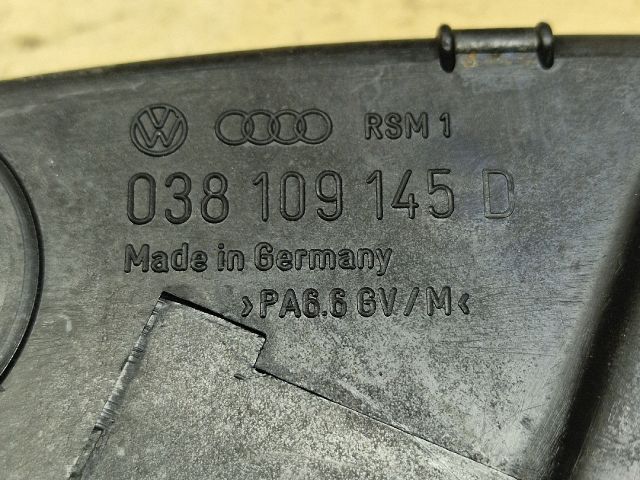 RSM 1
038 109 145 D
Made in Germany
>PA6.6 GV/M<